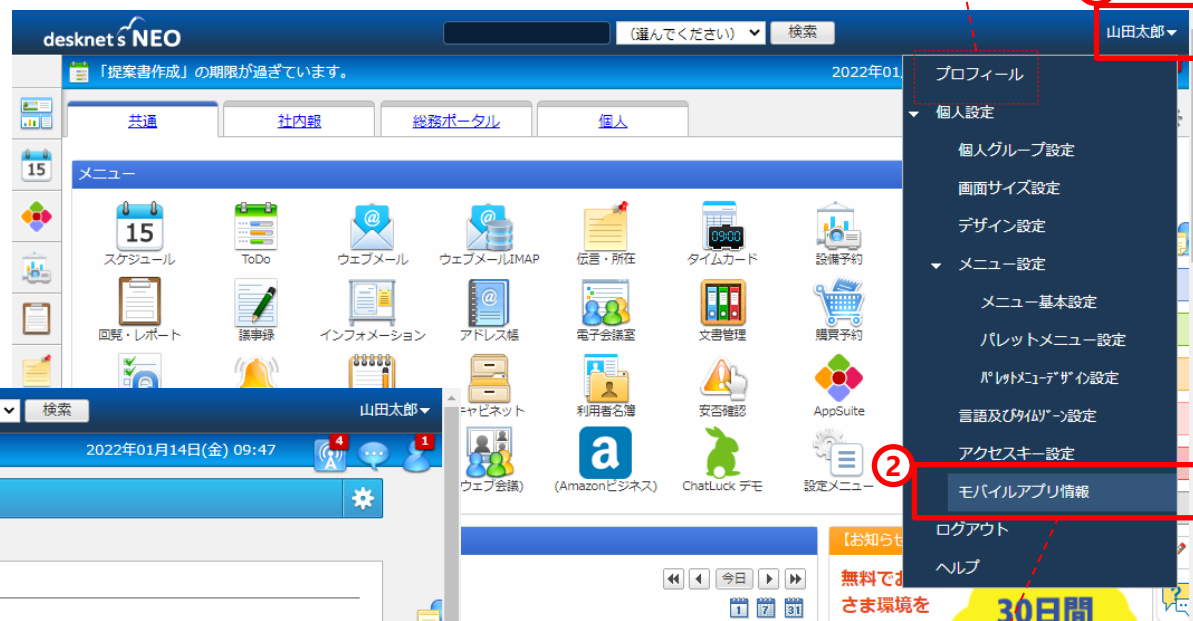 desknet's NEO
(選んでください)
検索
山田太郎▼
「提案書作成」の期限が過ぎています。
2022年01
共通
社内報
総務ポータル
個人
メニュー
15
15
スケジュール
ToDo
ウェブメール
ウェブメールIMAP
伝言・所在
09:00
タイムカード
設備予約
回覧・レポート
議事録
インフォメーション
アドレス帳
電子会議室
文書管理
購買予約
キャビネット
利用者名簿
安否確認
AppSuite
ウェブ会議)
a
(Amazonビジネス)
ChatLuck デモ
設定メニュー
プロフィール
個人設定
個人グループ設定
画面サイズ設定
デザイン設定
メニュー設定
メニュー基本設定
パレットメニュー設定
ﾊﾟﾚｯﾄﾒﾆｭｰﾃﾞｻﾞｲﾝ設定
言語及びﾀｲﾑｿﾞｰﾝ設定
アクセスキー設定
②
モバイルアプリ情報
ログアウト
ヘルプ
検索
山田太郎▼
2022年01月14日(金) 09:47
4
1
今日
1
7
31
【お知らせ
無料でお
さま環境を
30日間